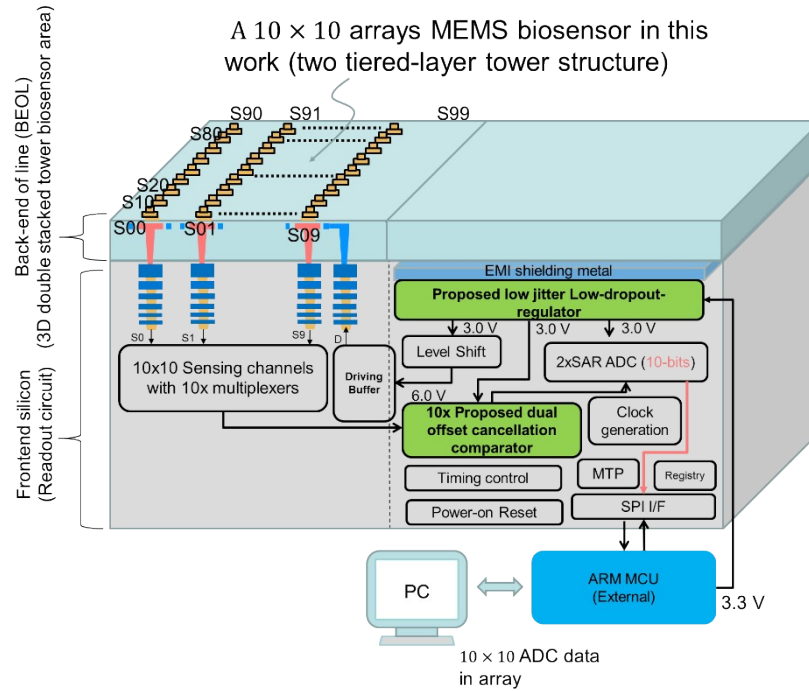 A 10 × 10 arrays MEMS biosensor in this
work (two tiered-layer tower structure)
S90
S91
S99
S80
S20
S10
S00
S01
S09
Back-end of line (BEOL)
(3D double stacked tower biosensor area)
EMI shielding metal
Proposed low jitter Low-dropout-
regulator
3.0 V
3.0 V
3.0 V
S0
S1
S9
D
Level Shift
2xSAR ADC (10-bits)
10x10 Sensing channels
with 10x multiplexers
Driving
Buffer
6.0 V
10x Proposed dual
offset cancellation
comparator
Clock
generation
Frontend silicon
(Readout circuit)
Timing control
MTP
Registry
Power-on Reset
SPI I/F
PC
ARM MCU
(External)
3.3 V
10 × 10 ADC data
in array